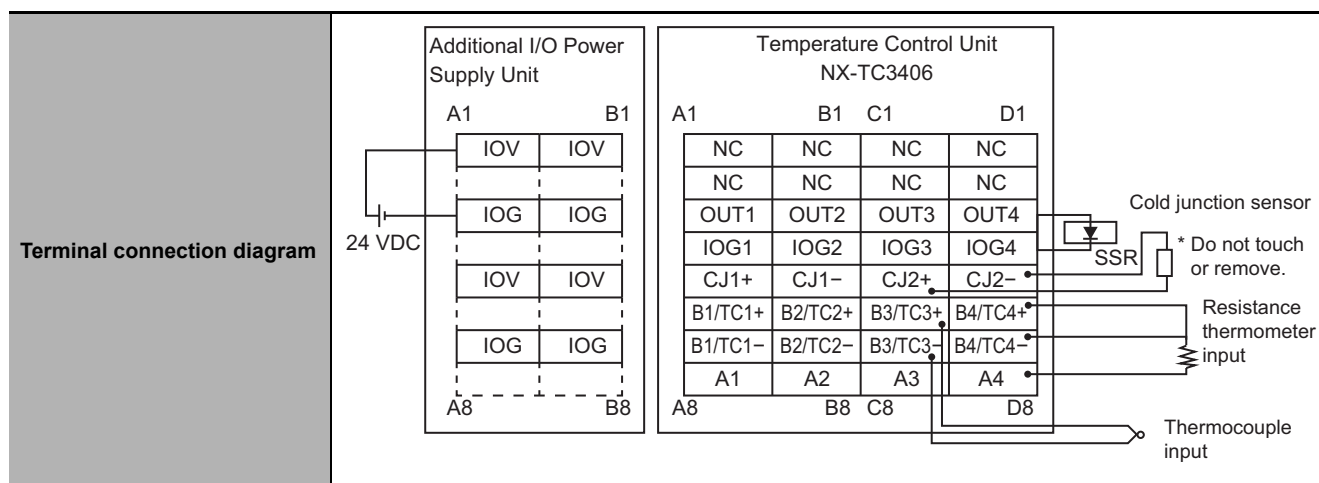 Terminal connection diagram
24 VDC
Additional I/O Power
Supply Unit
A1 B1
IOV IOV
IOG IOG
IOV IOV
IOG IOG
A8 B8
Temperature Control Unit
NX-TC3406
A1 B1 C1 D1
NC NC NC NC
NC NC NC NC
OUT1 OUT2 OUT3 OUT4
IOG1 IOG2 IOG3 IOG4
CJ1+ CJ1− CJ2+ CJ2−
B1/TC1+ B2/TC2+ B3/TC3+ B4/TC4+
B1/TC1− B2/TC2− B3/TC3− B4/TC4−
A1 A2 A3 A4
A8 B8 C8 D8
SSR
Cold junction sensor
* Do not touch
or remove.
Resistance
thermometer
input
Thermocouple
input